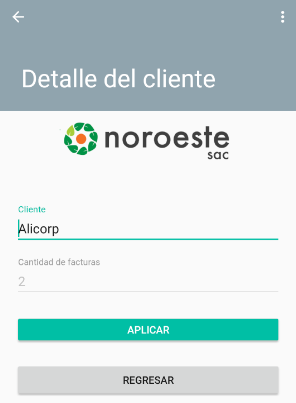 Detalle del cliente
noroeste
sac
Cliente
Alicorp
Cantidad de facturas
2
APLICAR
REGRESAR